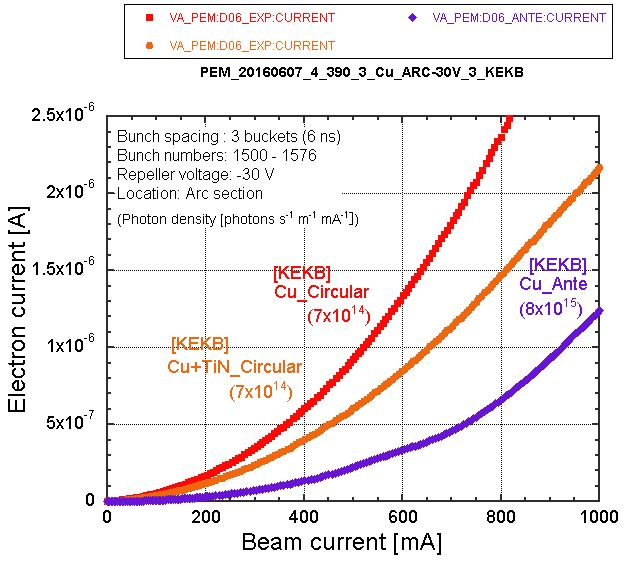 VA_PEM:D06_EXP:CURRENT VA_PEM:D06_ANTE:CURRENT
VA_PEM:D06_EXP:CURRENT
PEM_20160607_4_390_3_Cu_ARC-30V_3_KEKB
2.5x10⁻⁶
Bunch spacing : 3 buckets (6 ns)
Bunch numbers: 1500 - 1576
Repeller voltage: -30 V
Location: Arc section
(Photon density [photons s⁻¹ m⁻¹ mA⁻¹])
2x10⁻⁶
1.5x10⁻⁶
1x10⁻⁶
5x10⁻⁷
0
Electron current [A]
[KEKB]
Cu_Circular
(7x10¹⁴)
[KEKB]
Cu_Ante
(8x10¹⁵)
[KEKB]
Cu+TiN_Circular
(7x10¹⁴)
0 200 400 600 800 1000
Beam current [mA]